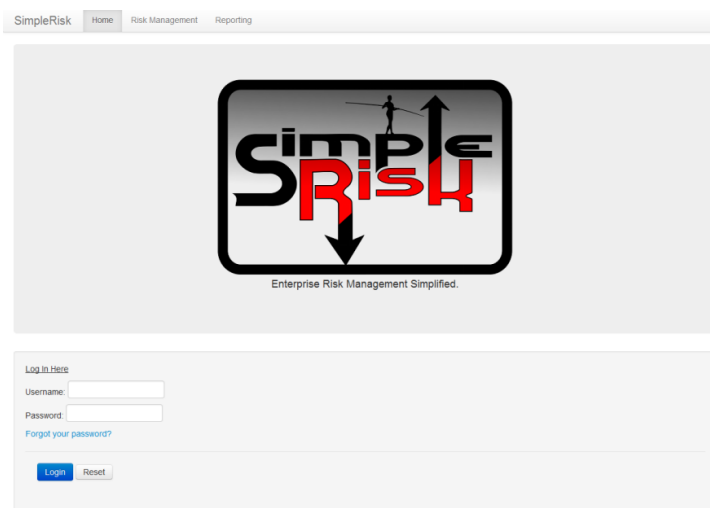 SimpleRisk Home Risk Management Reporting
Simple
Risk
Enterprise Risk Management Simplified.
Log In Here
Username:
Password:
Forgot your password?
Login Reset